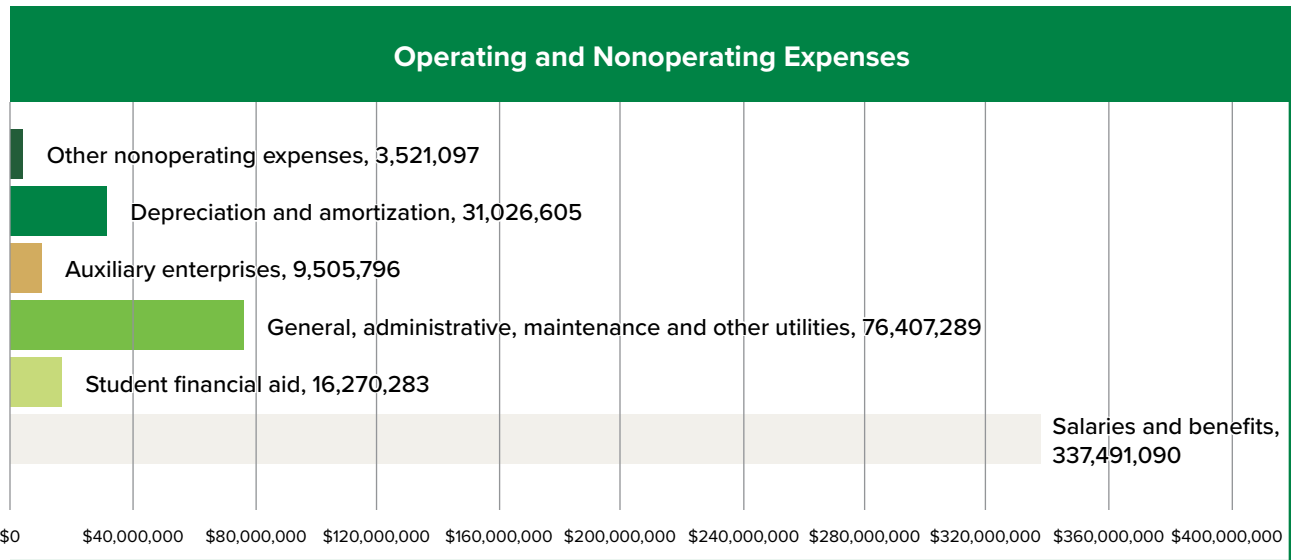 Operating and Nonoperating Expenses
Other nonoperating expenses, 3,521,097
Depreciation and amortization, 31,026,605
Auxiliary enterprises, 9,505,796
General, administrative, maintenance and other utilities, 76,407,289
Student financial aid, 16,270,283
Salaries and benefits,
337,491,090
$0 $40,000,000 $80,000,000 $120,000,000 $160,000,000 $200,000,000 $240,000,000 $280,000,000 $320,000,000 $360,000,000 $400,000,000